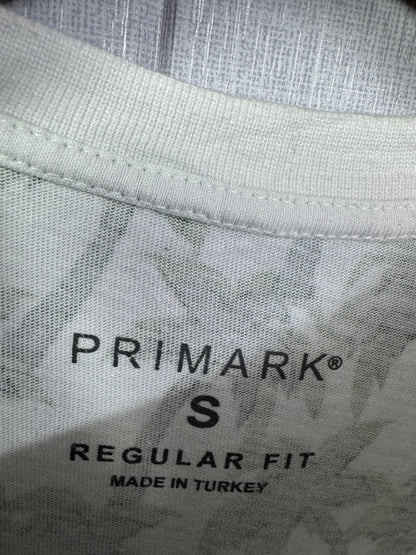 PRIMARK®
S
REGULAR FIT
MADE IN TURKEY